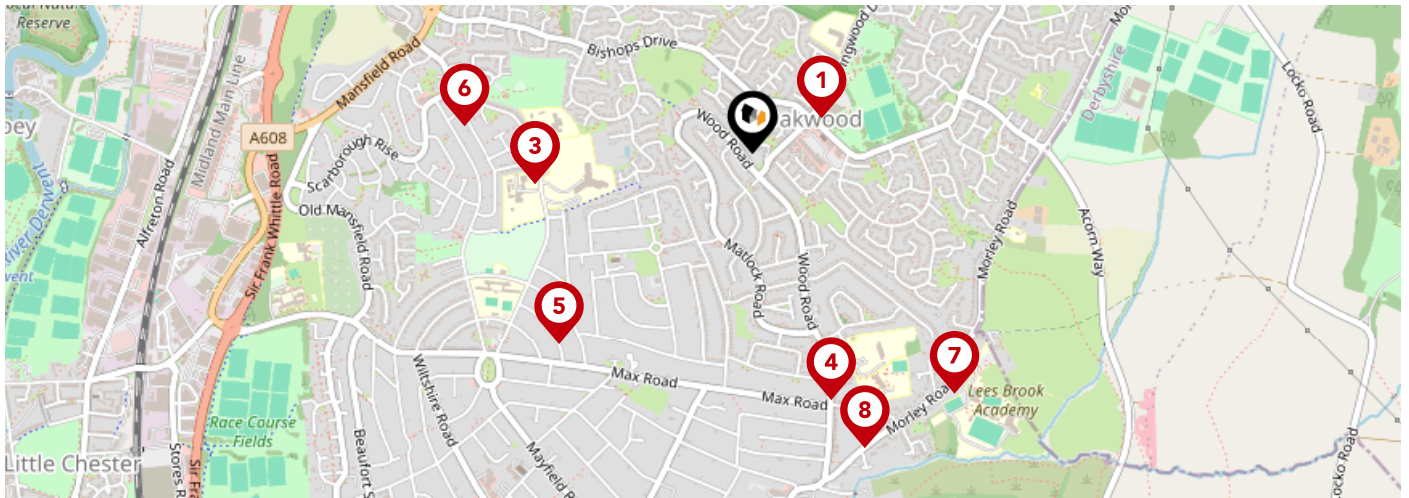 Reserve
Mansfield Road
Bishops Drive
1
6
Derbyshire
Locko Road
Wood Road
akwood
A608
Midland Main Line
3
Scarborough Rise
Old Mansfield Road
Alfreton Road
River Derwent
Sir Frank Whittle Road
Morley Road
Acorn Way
Matlock Road
Wood Road
5
4
7
Max Road
Max Road
8
Morley Road
Lees Brook
Academy
Wiltshire Road
Race Course
Fields
Little Chester
Stores R
Sir Fra
Beaufort S
Mayfield R
Locko Road